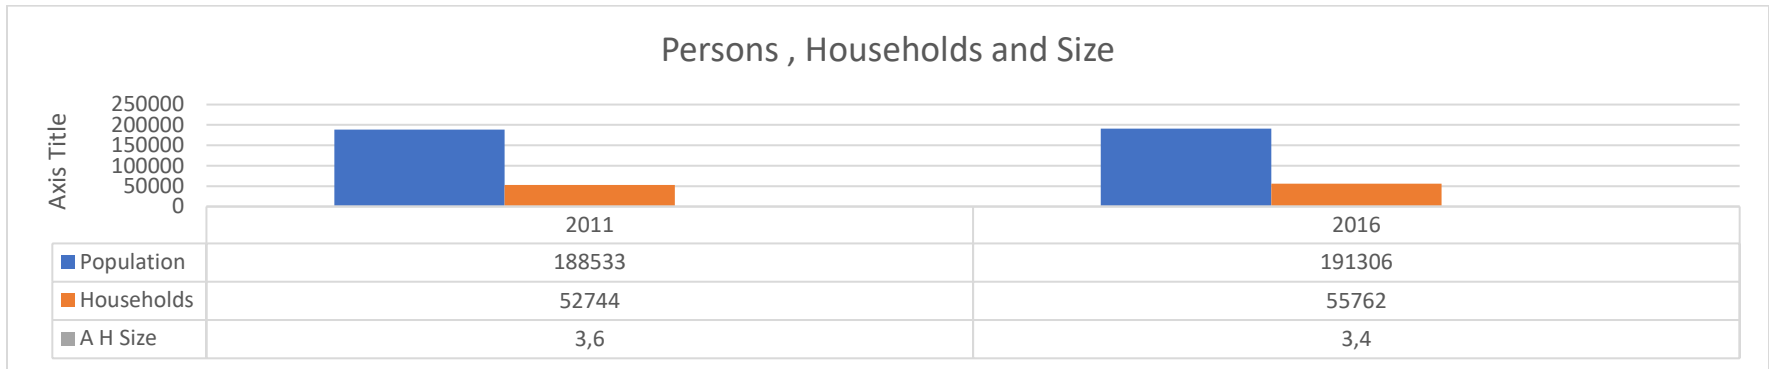 Persons , Households and Size
Axis Title
250000
200000
150000
100000
50000
0
2011 2016
Population 188533 191306
Households 52744 55762
A H Size 3,6 3,4